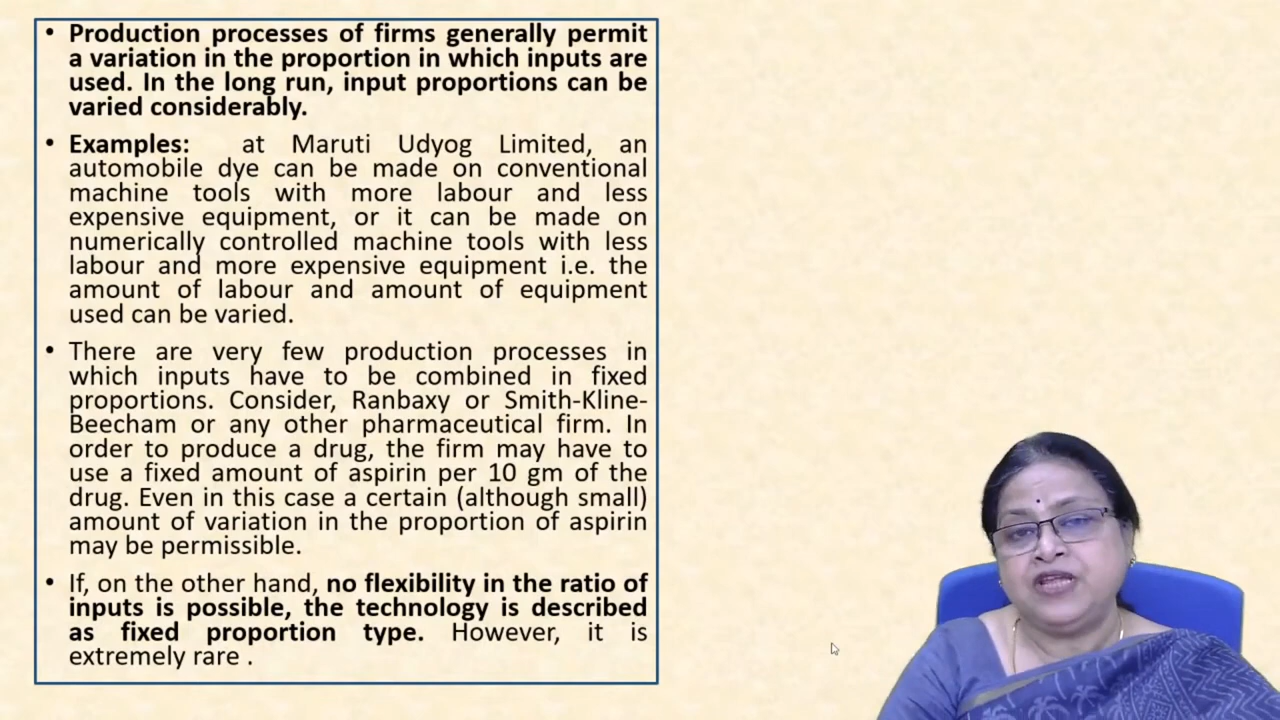 • Production processes of firms generally permit
a variation in the proportion in which inputs are
used. In the long run, input proportions can be
varied considerably.
• Examples: at Maruti Udyog Limited, an
automobile dye can be made on conventional
machine tools with more labour and less
expensive equipment, or it can be made on
numerically controlled machine tools with less
labour and more expensive equipment i.e. the
amount of labour and amount of equipment
used can be varied.
• There are very few production processes in
which inputs have to be combined in fixed
proportions. Consider, Ranbaxy or Smith-Kline-
Beecham or any other pharmaceutical firm. In
order to produce a drug, the firm may have to
use a fixed amount of aspirin per 10 gm of the
drug. Even in this case a certain (although small)
amount of variation in the proportion of aspirin
may be permissible.
• If, on the other hand, no flexibility in the ratio of
inputs is possible, the technology is described
as fixed proportion type. However, it is
extremely rare .